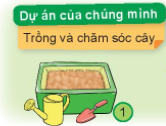 Dự án của chúng mình
Trồng và chăm sóc cây
1